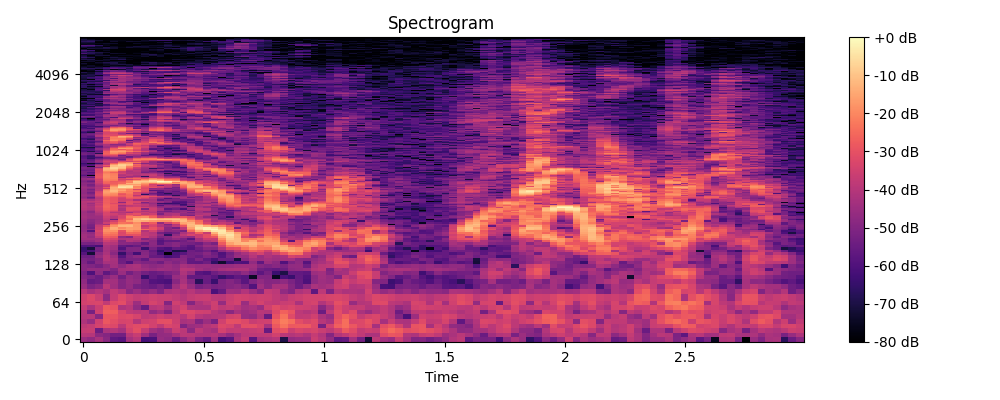 Spectrogram
Hz
4096
2048
1024
512
256
128
64
0
0 0.5 1 1.5 2 2.5
Time
+0 dB
-10 dB
-20 dB
-30 dB
-40 dB
-50 dB
-60 dB
-70 dB
-80 dB